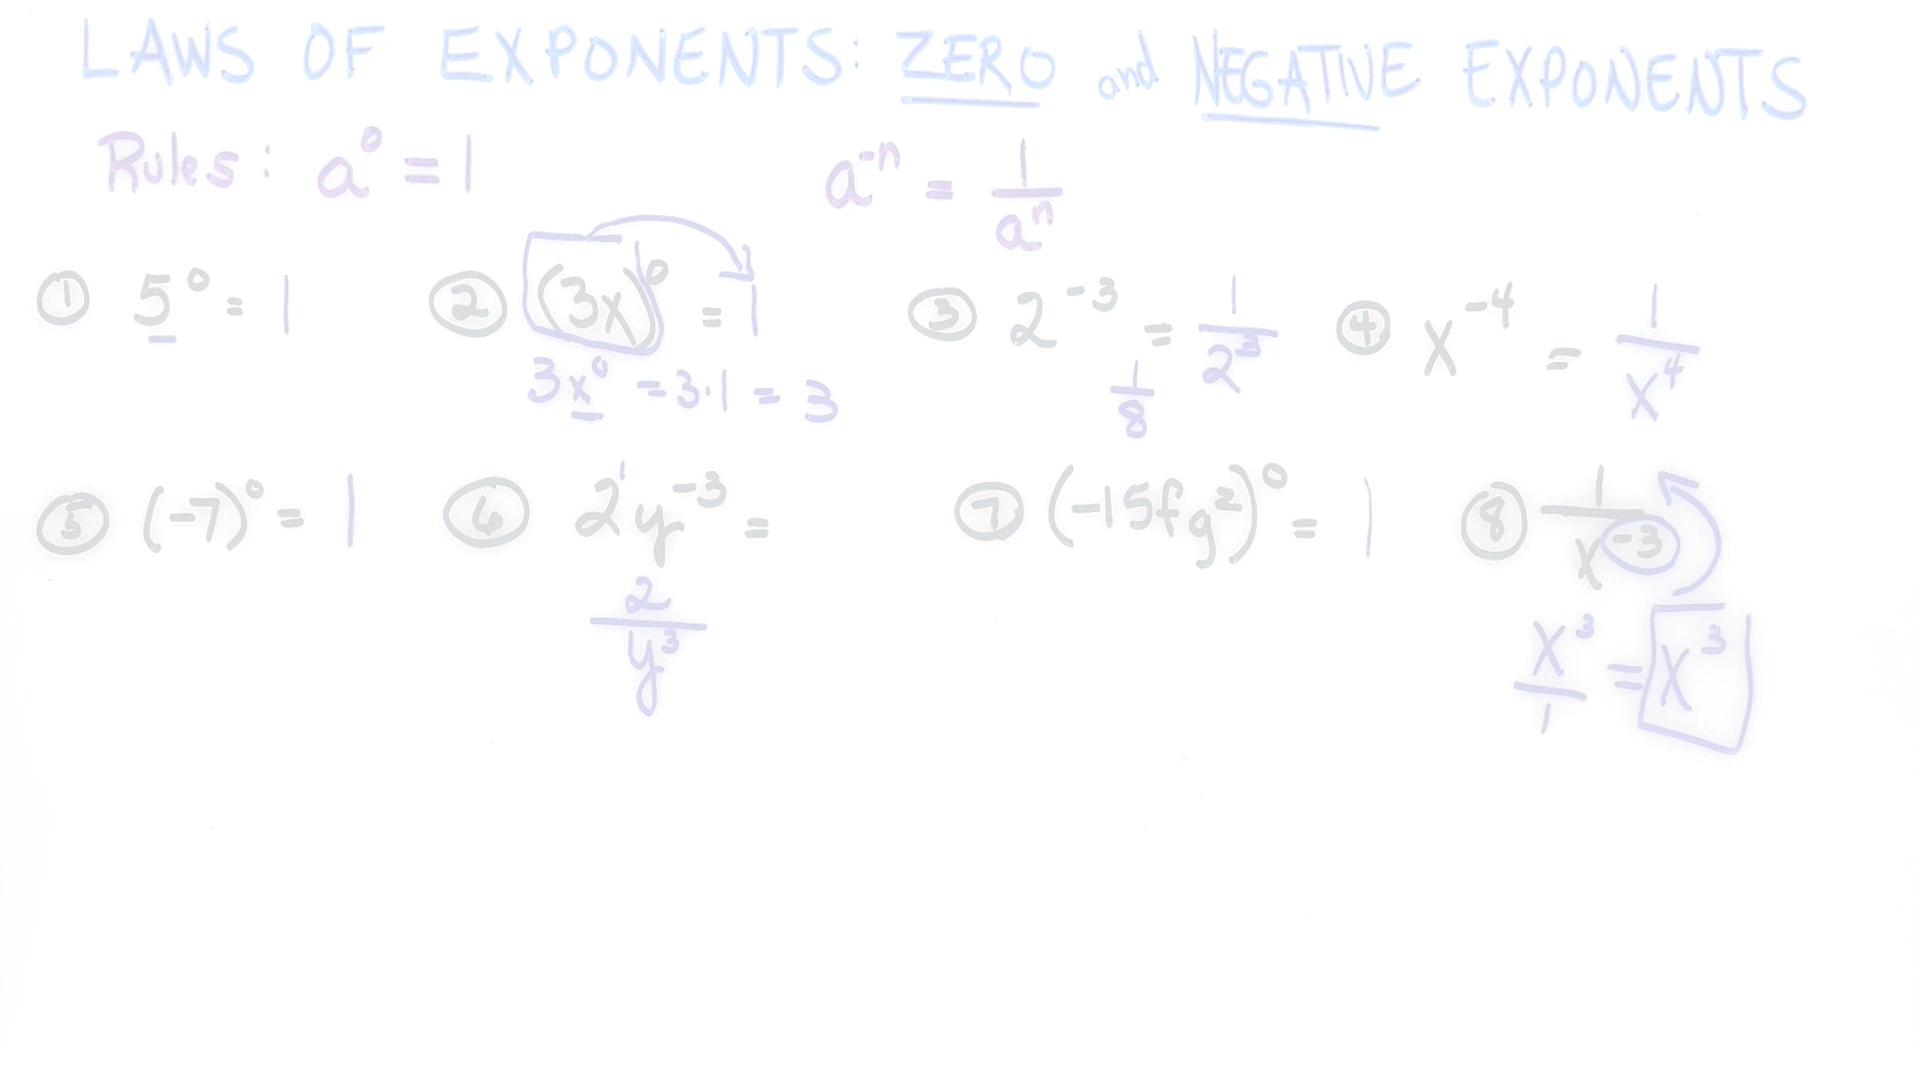 LAWS OF EXPONENTS: ZERO and NEGATIVE EXPONENTS
Rules: a⁰ = 1 a⁻ⁿ = 1/aⁿ
① 5⁰ = 1 ② (3x)⁰ = 1 ③ 2⁻³ = 1/2³ ④ x⁻⁴ = 1/x⁴
3x⁰ = 3·1 = 3 1/8
⑤ (-7)⁰ = 1 ⑥ 2¹y⁻³ = ⑦ (-15fg²)⁰ = 1 ⑧ 1/x⁻³
2/y³ x³/1 = x³